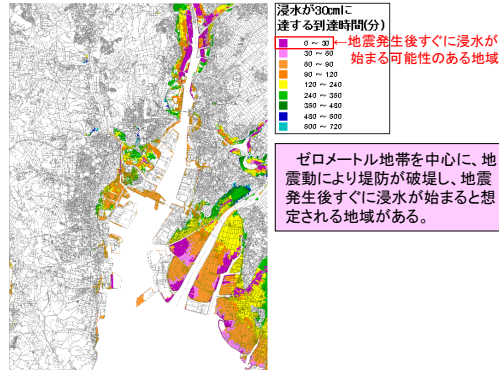 浸水が30cmに
達する到達時間(分)
0 ~ 30
30 ~ 60
60 ~ 90
90 ~ 120
120 ~ 240
240 ~ 360
360 ~ 480
480 ~ 600
600 ~ 720
←地震発生後すぐに浸水が
始まる可能性のある地域
ゼロメートル地帯を中心に、地
震動により堤防が破堤し、地震
発生後すぐに浸水が始まると想
定される地域がある。